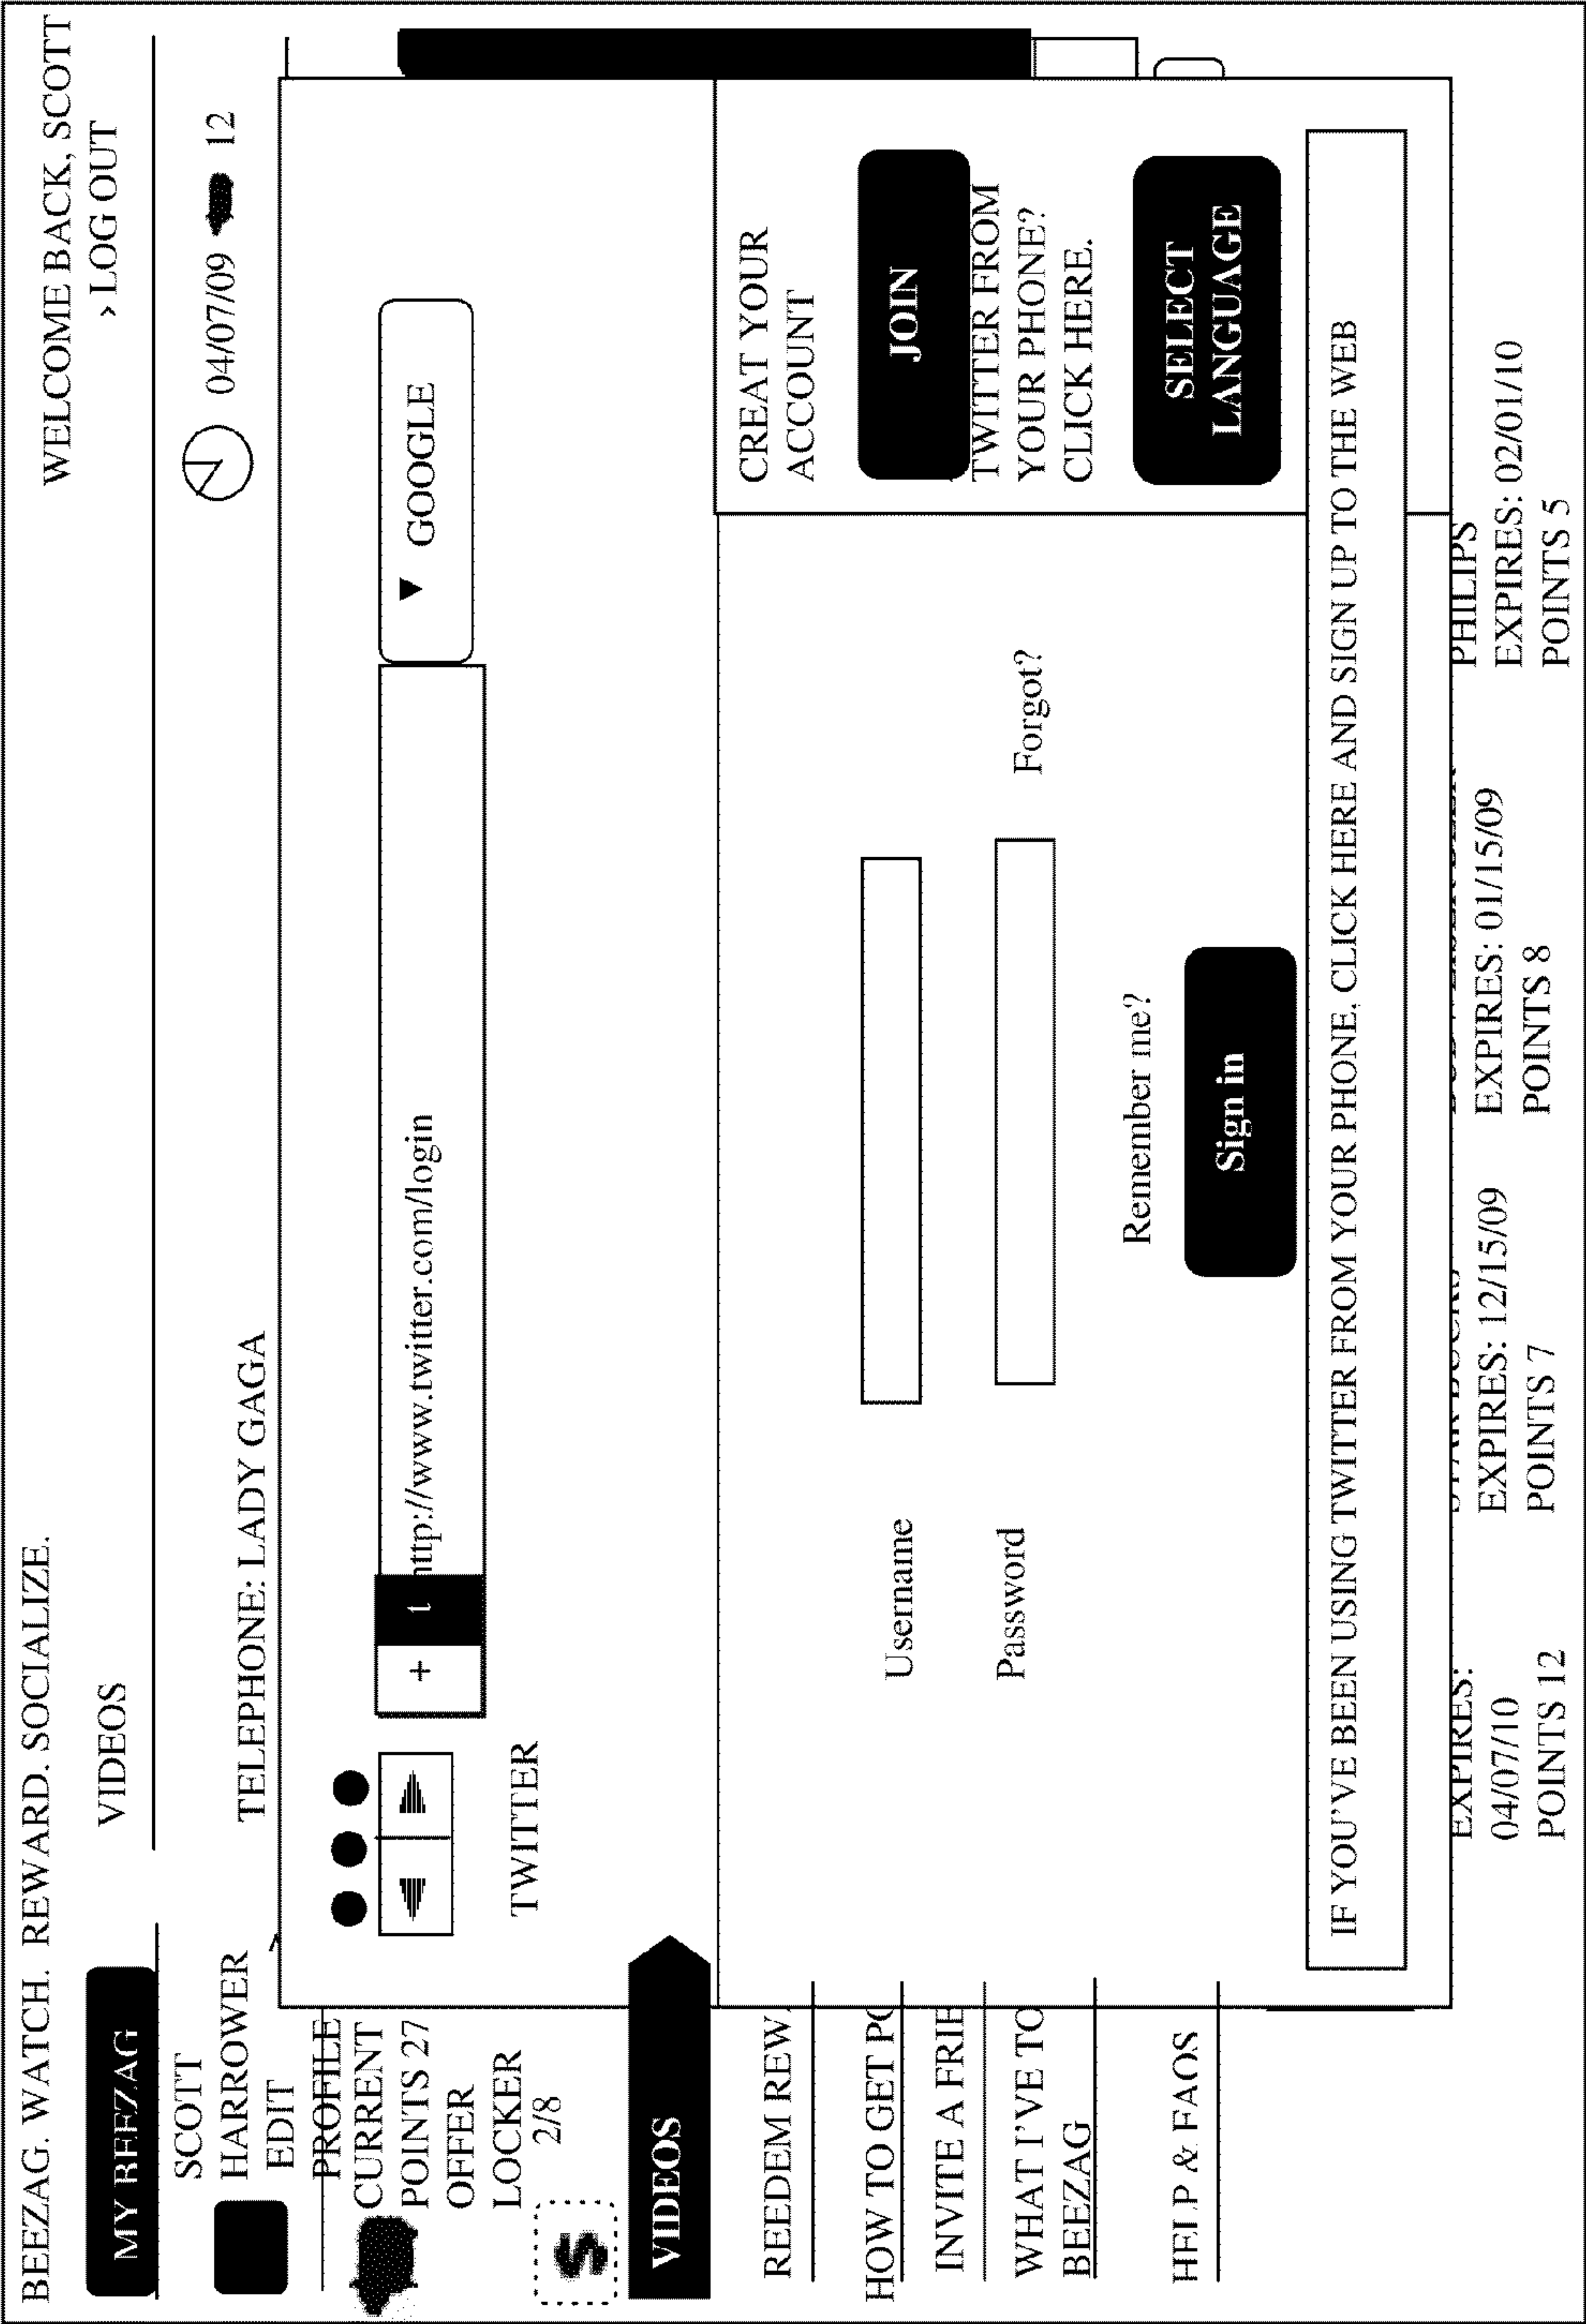 BEEZAG. WATCH. REWARD. SOCIALIZE.
WELCOME BACK, SCOTT
› LOG OUT
MY BEEZAG
VIDEOS
SCOTT
HARROWER
EDIT
PROFILE
CURRENT
POINTS 27
OFFER
LOCKER
2/8
S
VIDEOS
REEDEM REW
HOW TO GET PO
INVITE A FRIE
WHAT I'VE TO
BEEZAG
HELP & FAQS
TELEPHONE: LADY GAGA
04/07/09 12
+ t http://www.twitter.com/login
▼ GOOGLE
TWITTER
Username
Password
Forgot?
Remember me?
Sign in
CREAT YOUR
ACCOUNT
JOIN
TWITTER FROM
YOUR PHONE?
CLICK HERE.
SELECT
LANGUAGE
IF YOU'VE BEEN USING TWITTER FROM YOUR PHONE, CLICK HERE AND SIGN UP TO THE WEB
EXPIRES:
04/07/10
POINTS 12
EXPIRES: 12/15/09
POINTS 7
EXPIRES: 01/15/09
POINTS 8
PHILIPS
EXPIRES: 02/01/10
POINTS 5